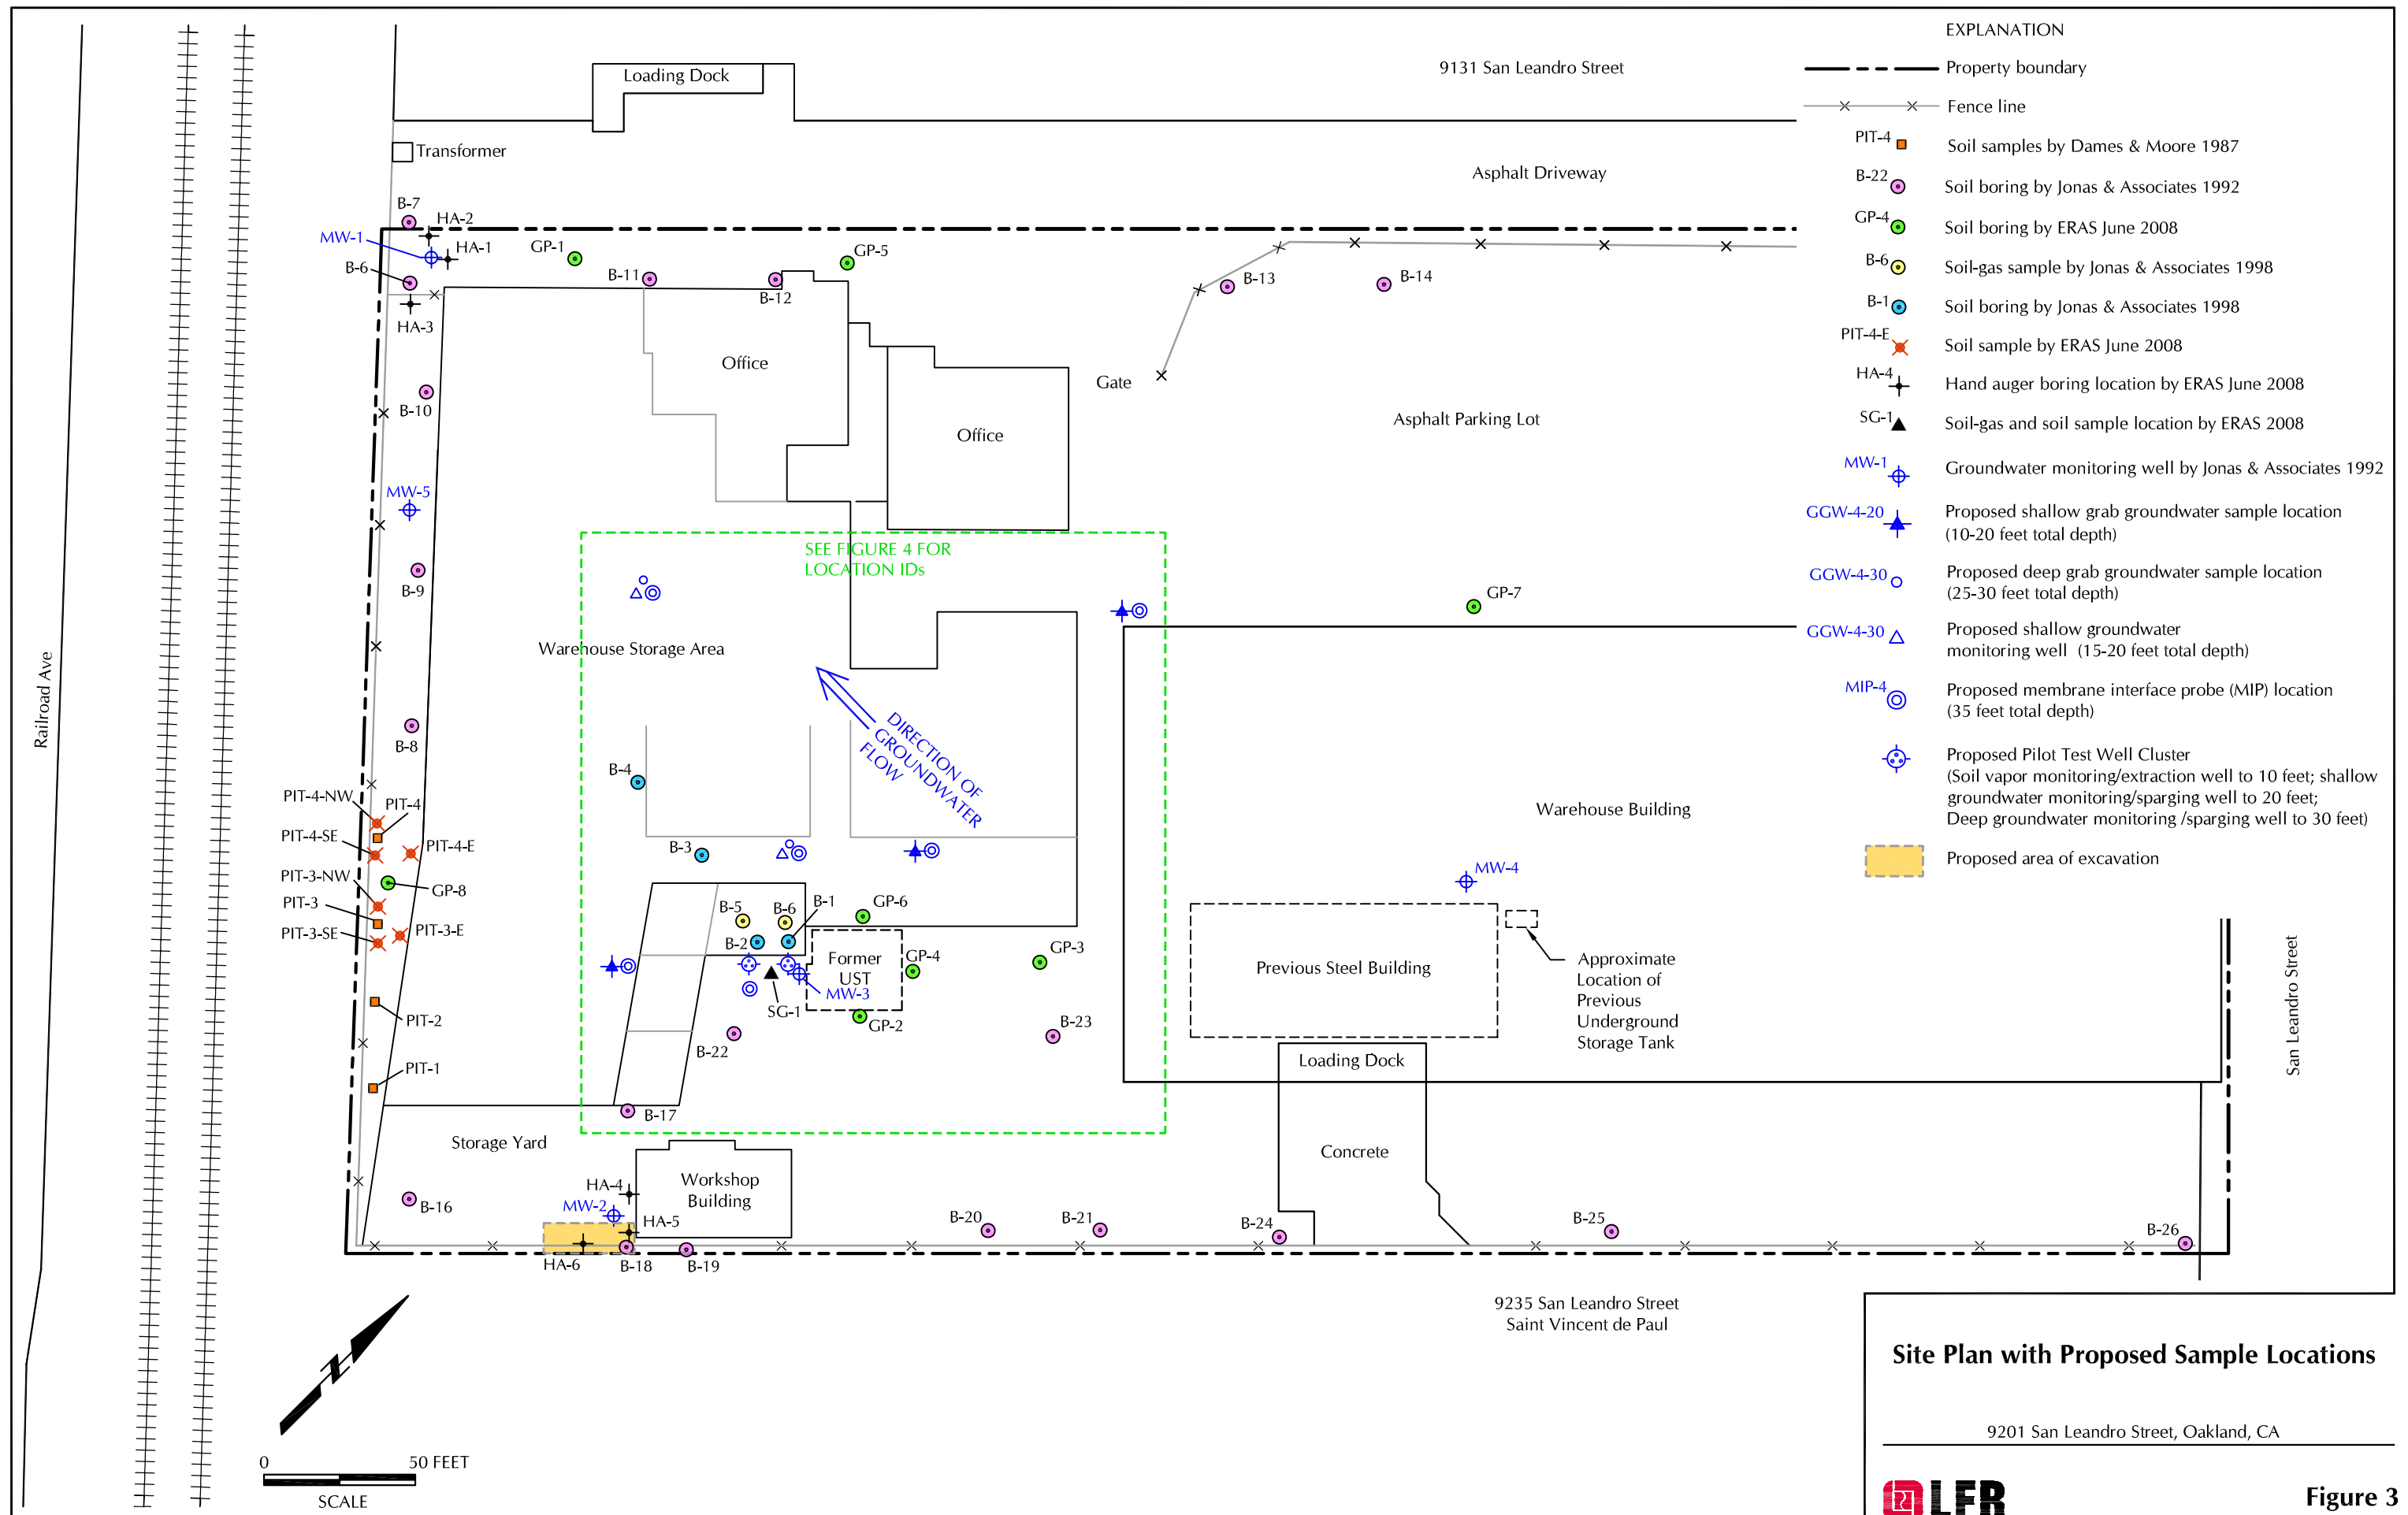 EXPLANATION
Property boundary
Fence line
PIT-4
Soil samples by Dames & Moore 1987
B-22
Soil boring by Jonas & Associates 1992
GP-4
Soil boring by ERAS June 2008
B-6
Soil-gas sample by Jonas & Associates 1998
B-1
Soil boring by Jonas & Associates 1998
PIT-4-E
Soil sample by ERAS June 2008
HA-4
Hand auger boring location by ERAS June 2008
SG-1
Soil-gas and soil sample location by ERAS 2008
MW-1
Groundwater monitoring well by Jonas & Associates 1992
GGW-4-20
Proposed shallow grab groundwater sample location
(10-20 feet total depth)
GGW-4-30
Proposed deep grab groundwater sample location
(25-30 feet total depth)
GGW-4-30
Proposed shallow groundwater
monitoring well (15-20 feet total depth)
MIP-4
Proposed membrane interface probe (MIP) location
(35 feet total depth)
Proposed Pilot Test Well Cluster
(Soil vapor monitoring/extraction well to 10 feet; shallow
groundwater monitoring/sparging well to 20 feet;
Deep groundwater monitoring /sparging well to 30 feet)
Proposed area of excavation
9131 San Leandro Street
Loading Dock
Transformer
Asphalt Driveway
B-7
HA-2
MW-1
HA-1
GP-1
GP-5
B-6
B-11
B-12
B-13
B-14
HA-3
Office
Gate
B-10
Asphalt Parking Lot
Office
MW-5
SEE FIGURE 4 FOR
LOCATION IDs
B-9
GP-7
Warehouse Storage Area
Railroad Ave
DIRECTION OF
GROUNDWATER
FLOW
B-8
B-4
PIT-4-NW
PIT-4
Warehouse Building
PIT-4-SE
PIT-4-E
B-3
PIT-3-NW
GP-8
MW-4
PIT-3
B-5
B-6
B-1
GP-6
PIT-3-SE
PIT-3-E
B-2
GP-3
Former
UST
GP-4
Previous Steel Building
Approximate
Location of
Previous
Underground
Storage Tank
San Leandro Street
MW-3
SG-1
PIT-2
GP-2
B-23
B-22
Loading Dock
PIT-1
B-17
Storage Yard
Concrete
HA-4
Workshop
Building
MW-2
B-16
HA-5
B-20
B-21
B-24
B-25
B-26
HA-6
B-18
B-19
9235 San Leandro Street
Saint Vincent de Paul
N
0 50 FEET
SCALE
Site Plan with Proposed Sample Locations
9201 San Leandro Street, Oakland, CA
LFR
Figure 3